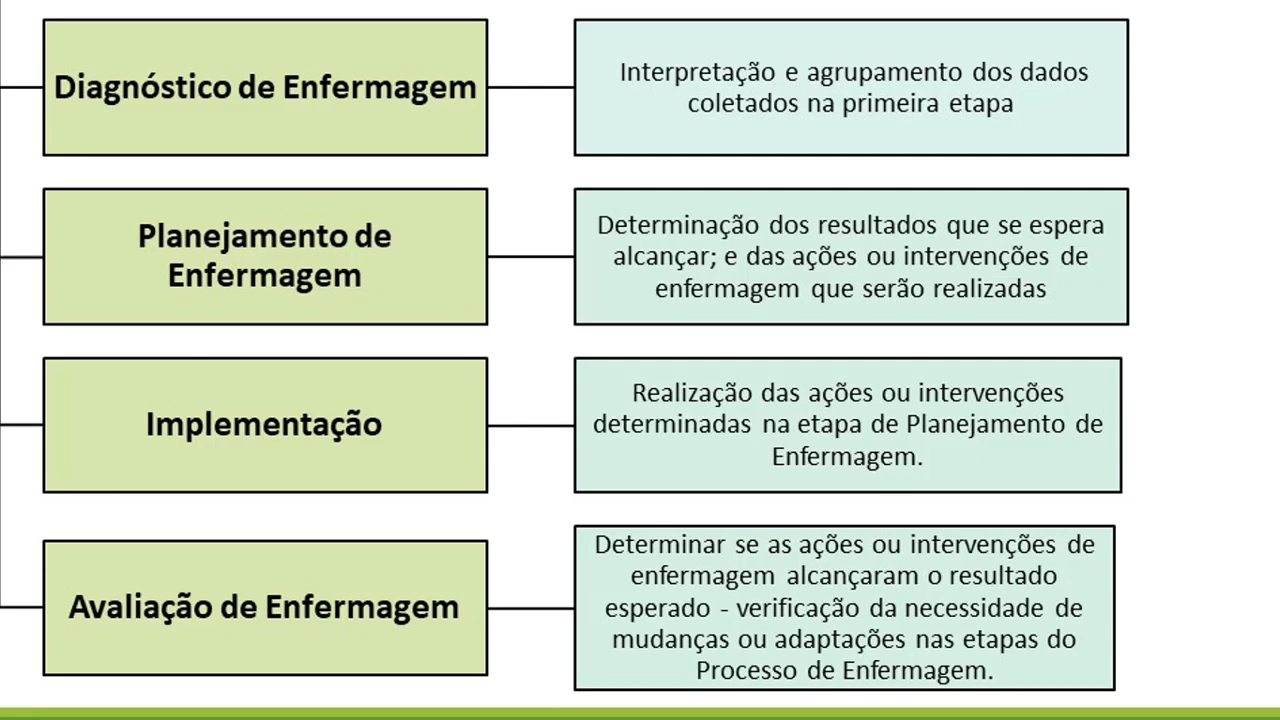 Diagnóstico de Enfermagem
Interpretação e agrupamento dos dados
coletados na primeira etapa
Planejamento de
Enfermagem
Determinação dos resultados que se espera
alcançar; e das ações ou intervenções de
enfermagem que serão realizadas
Implementação
Realização das ações ou intervenções
determinadas na etapa de Planejamento de
Enfermagem.
Avaliação de Enfermagem
Determinar se as ações ou intervenções de
enfermagem alcançaram o resultado
esperado - verificação da necessidade de
mudanças ou adaptações nas etapas do
Processo de Enfermagem.